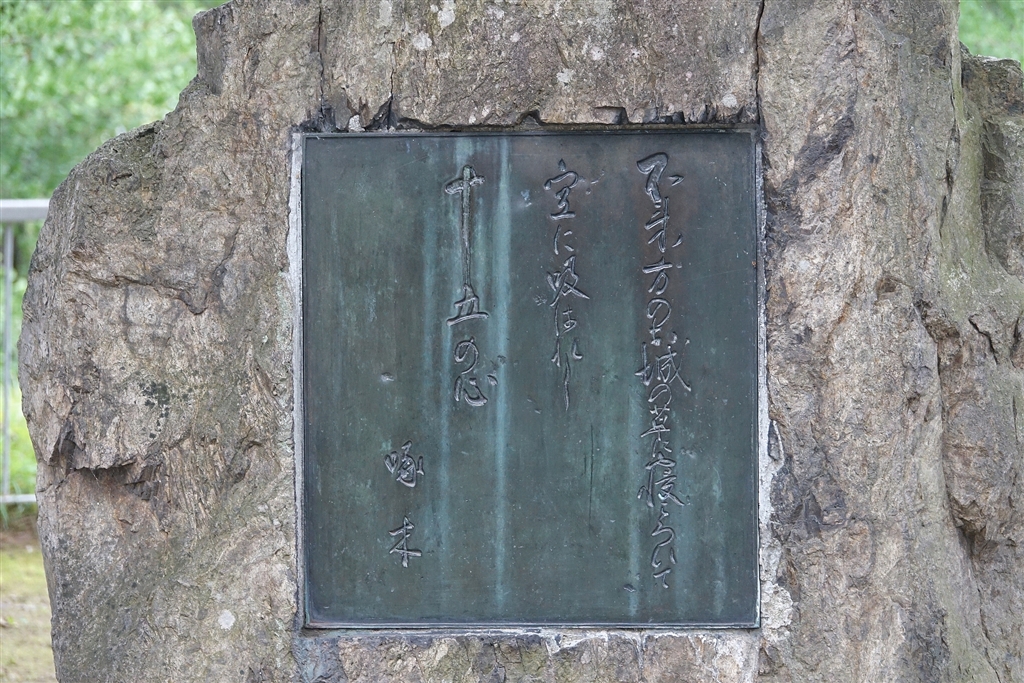 不来方のお城の草に寝ころびて
空に吸はれし
十五の心
啄木